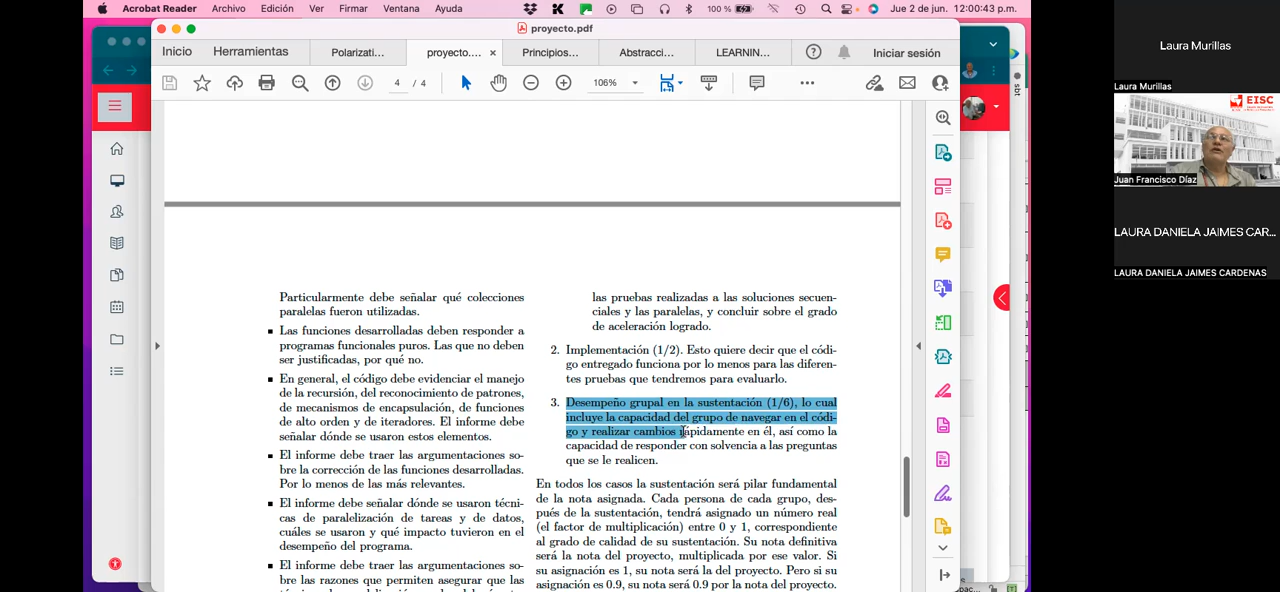 Acrobat Reader Archivo Edición Ver Firmar Ventana Ayuda 100 % Jue 2 de jun. 12:00:43 p.m.
proyecto.pdf
Inicio Herramientas Polarizati... proyecto.... × Principios... Abstracci... LEARNIN... Iniciar sesión
4 / 4 106%
Particularmente debe señalar qué colecciones
paralelas fueron utilizadas.
Las funciones desarrolladas deben responder a
programas funcionales puros. Las que no deben
ser justificadas, por qué no.
En general, el código debe evidenciar el manejo
de la recursión, del reconocimiento de patrones,
de mecanismos de encapsulación, de funciones
de alto orden y de iteradores. El informe debe
señalar dónde se usaron estos elementos.
El informe debe traer las argumentaciones so-
bre la corrección de las funciones desarrolladas.
Por lo menos de las más relevantes.
El informe debe señalar dónde se usaron técni-
cas de paralelización de tareas y de datos,
cuáles se usaron y qué impacto tuvieron en el
desempeño del programa.
El informe debe traer las argumentaciones so-
bre las razones que permiten asegurar que las
las pruebas realizadas a las soluciones secuen-
ciales y las paralelas, y concluir sobre el grado
de aceleración logrado.
2. Implementación (1/2). Esto quiere decir que el códi-
go entregado funciona por lo menos para las diferen-
tes pruebas que tendremos para evaluarlo.
3. Desempeño grupal en la sustentación (1/6), lo cual
incluye la capacidad del grupo de navegar en el códi-
go y realizar cambios rápidamente en él, así como la
capacidad de responder con solvencia a las preguntas
que se le realicen.
En todos los casos la sustentación será pilar fundamental
de la nota asignada. Cada persona de cada grupo, des-
pués de la sustentación, tendrá asignado un número real
(el factor de multiplicación) entre 0 y 1, correspondiente
al grado de calidad de su sustentación. Su nota definitiva
será la nota del proyecto, multiplicada por ese valor. Si
su asignación es 1, su nota será la del proyecto. Pero si su
asignación es 0.9, su nota será 0.9 por la nota del proyecto.
sbt
Laura Murillas
Laura Murillas
EISC
Juan Francisco Díaz
LAURA DANIELA JAIMES CAR...
LAURA DANIELA JAIMES CARDENAS